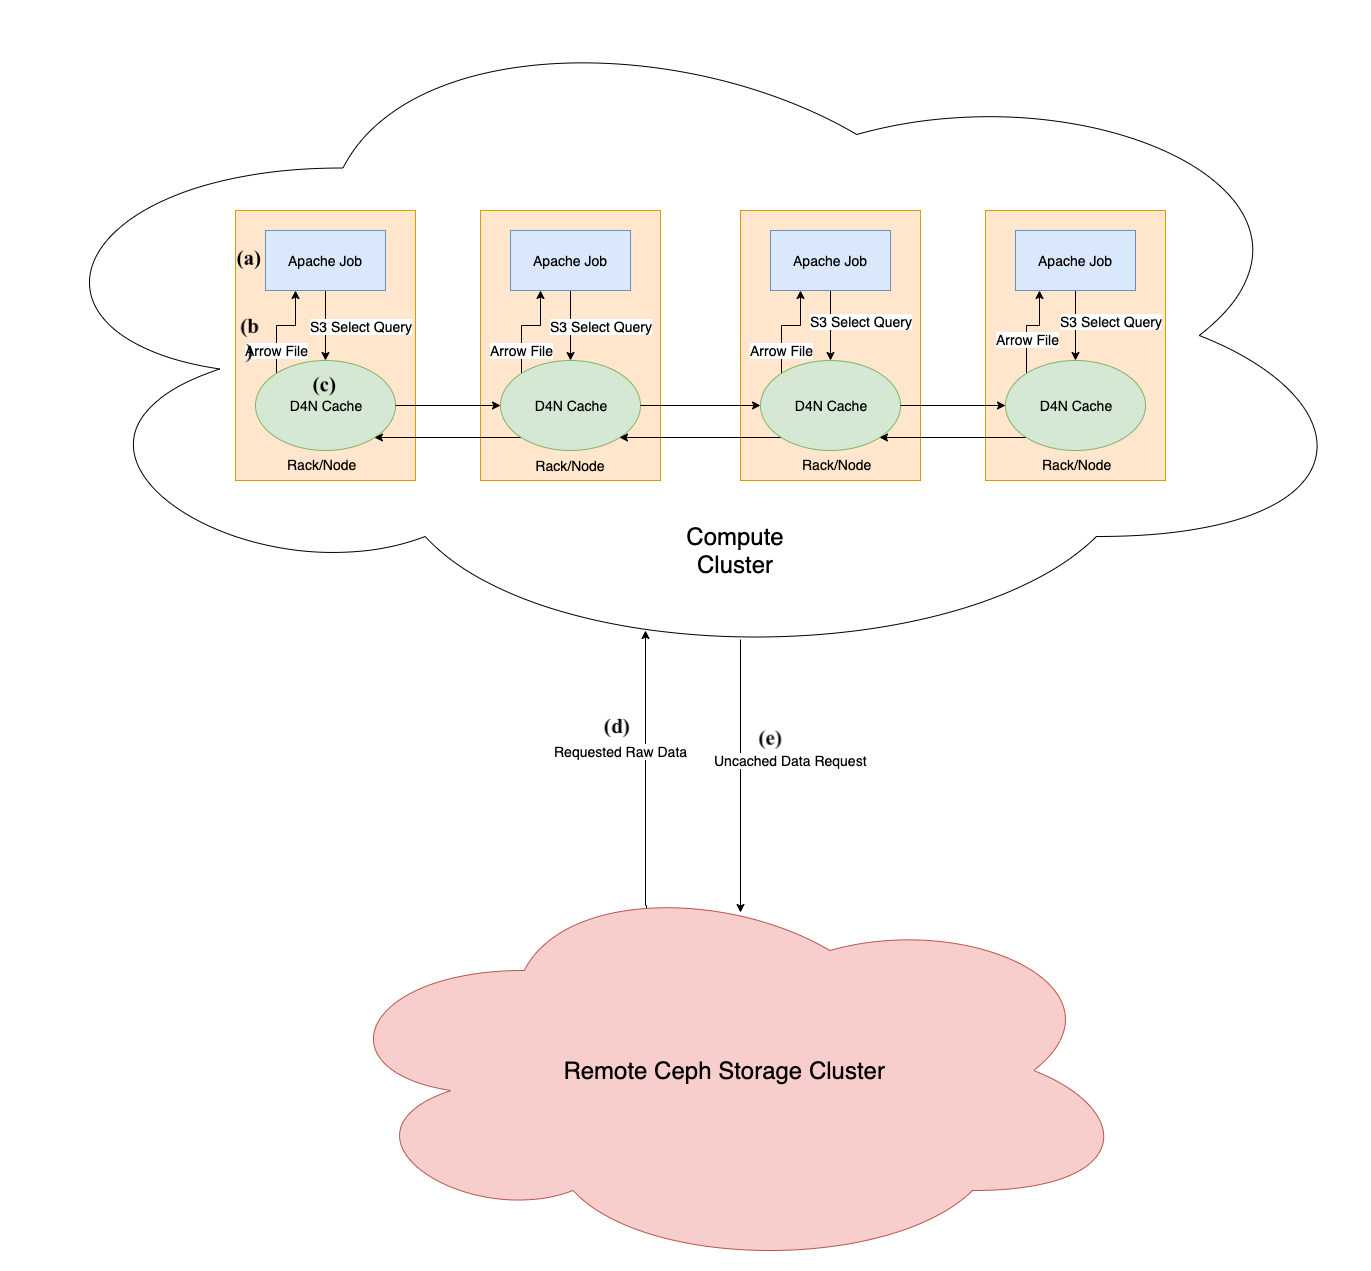 (a)
Apache Job
Apache Job
Apache Job
Apache Job
(b
)
S3 Select Query
S3 Select Query
S3 Select Query
S3 Select Query
Arrow File
Arrow File
Arrow File
Arrow File
(c)
D4N Cache
D4N Cache
D4N Cache
D4N Cache
Rack/Node
Rack/Node
Rack/Node
Rack/Node
Compute
Cluster
(d)
Requested Raw Data
(e)
Uncached Data Request
Remote Ceph Storage Cluster